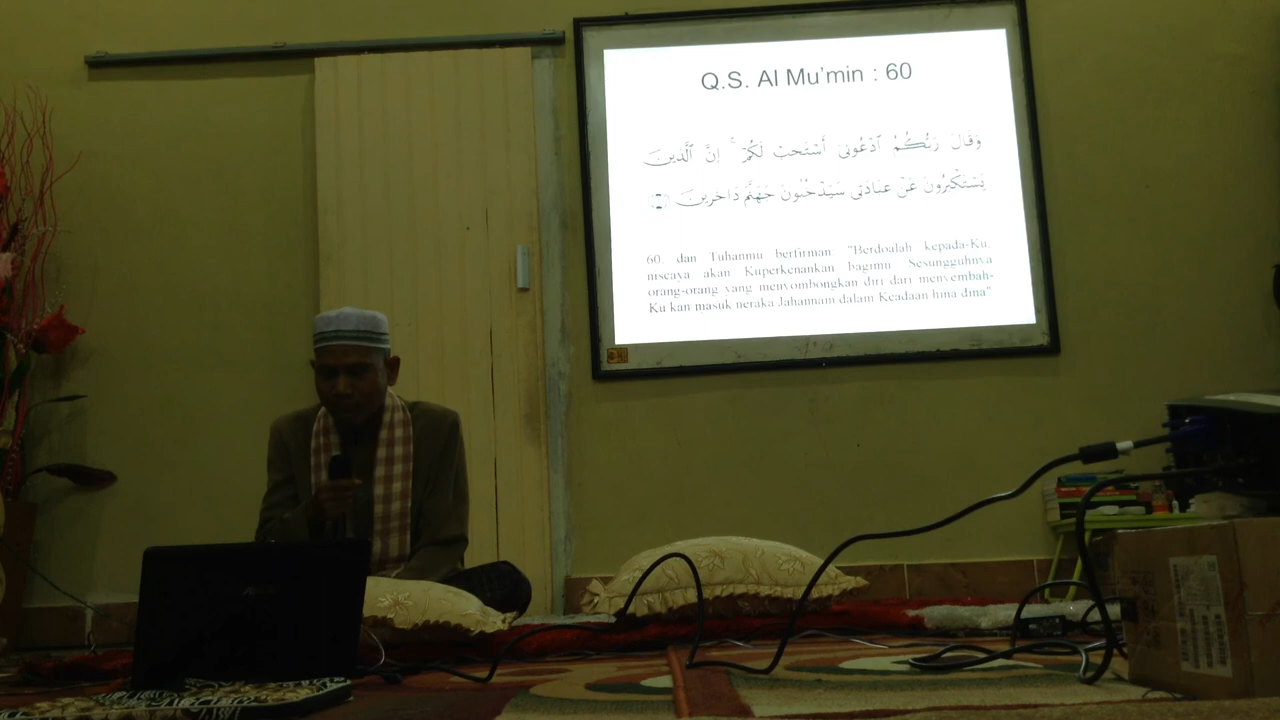 Q.S. Al Mu'min : 60
وَقَالَ رَبُّكُمُ ٱدْعُونِىٓ أَسْتَجِبْ لَكُمْ ۚ إِنَّ ٱلَّذِينَ
يَسْتَكْبِرُونَ عَنْ عِبَادَتِى سَيَدْخُلُونَ جَهَنَّمَ دَاخِرِينَ
60. dan Tuhanmu berfirman: "Berdoalah kepada-Ku,
niscaya akan Kuperkenankan bagimu. Sesungguhnya
orang-orang yang menyombongkan diri dari menyembah-
Ku kan masuk neraka Jahannam dalam Keadaan hina dina"